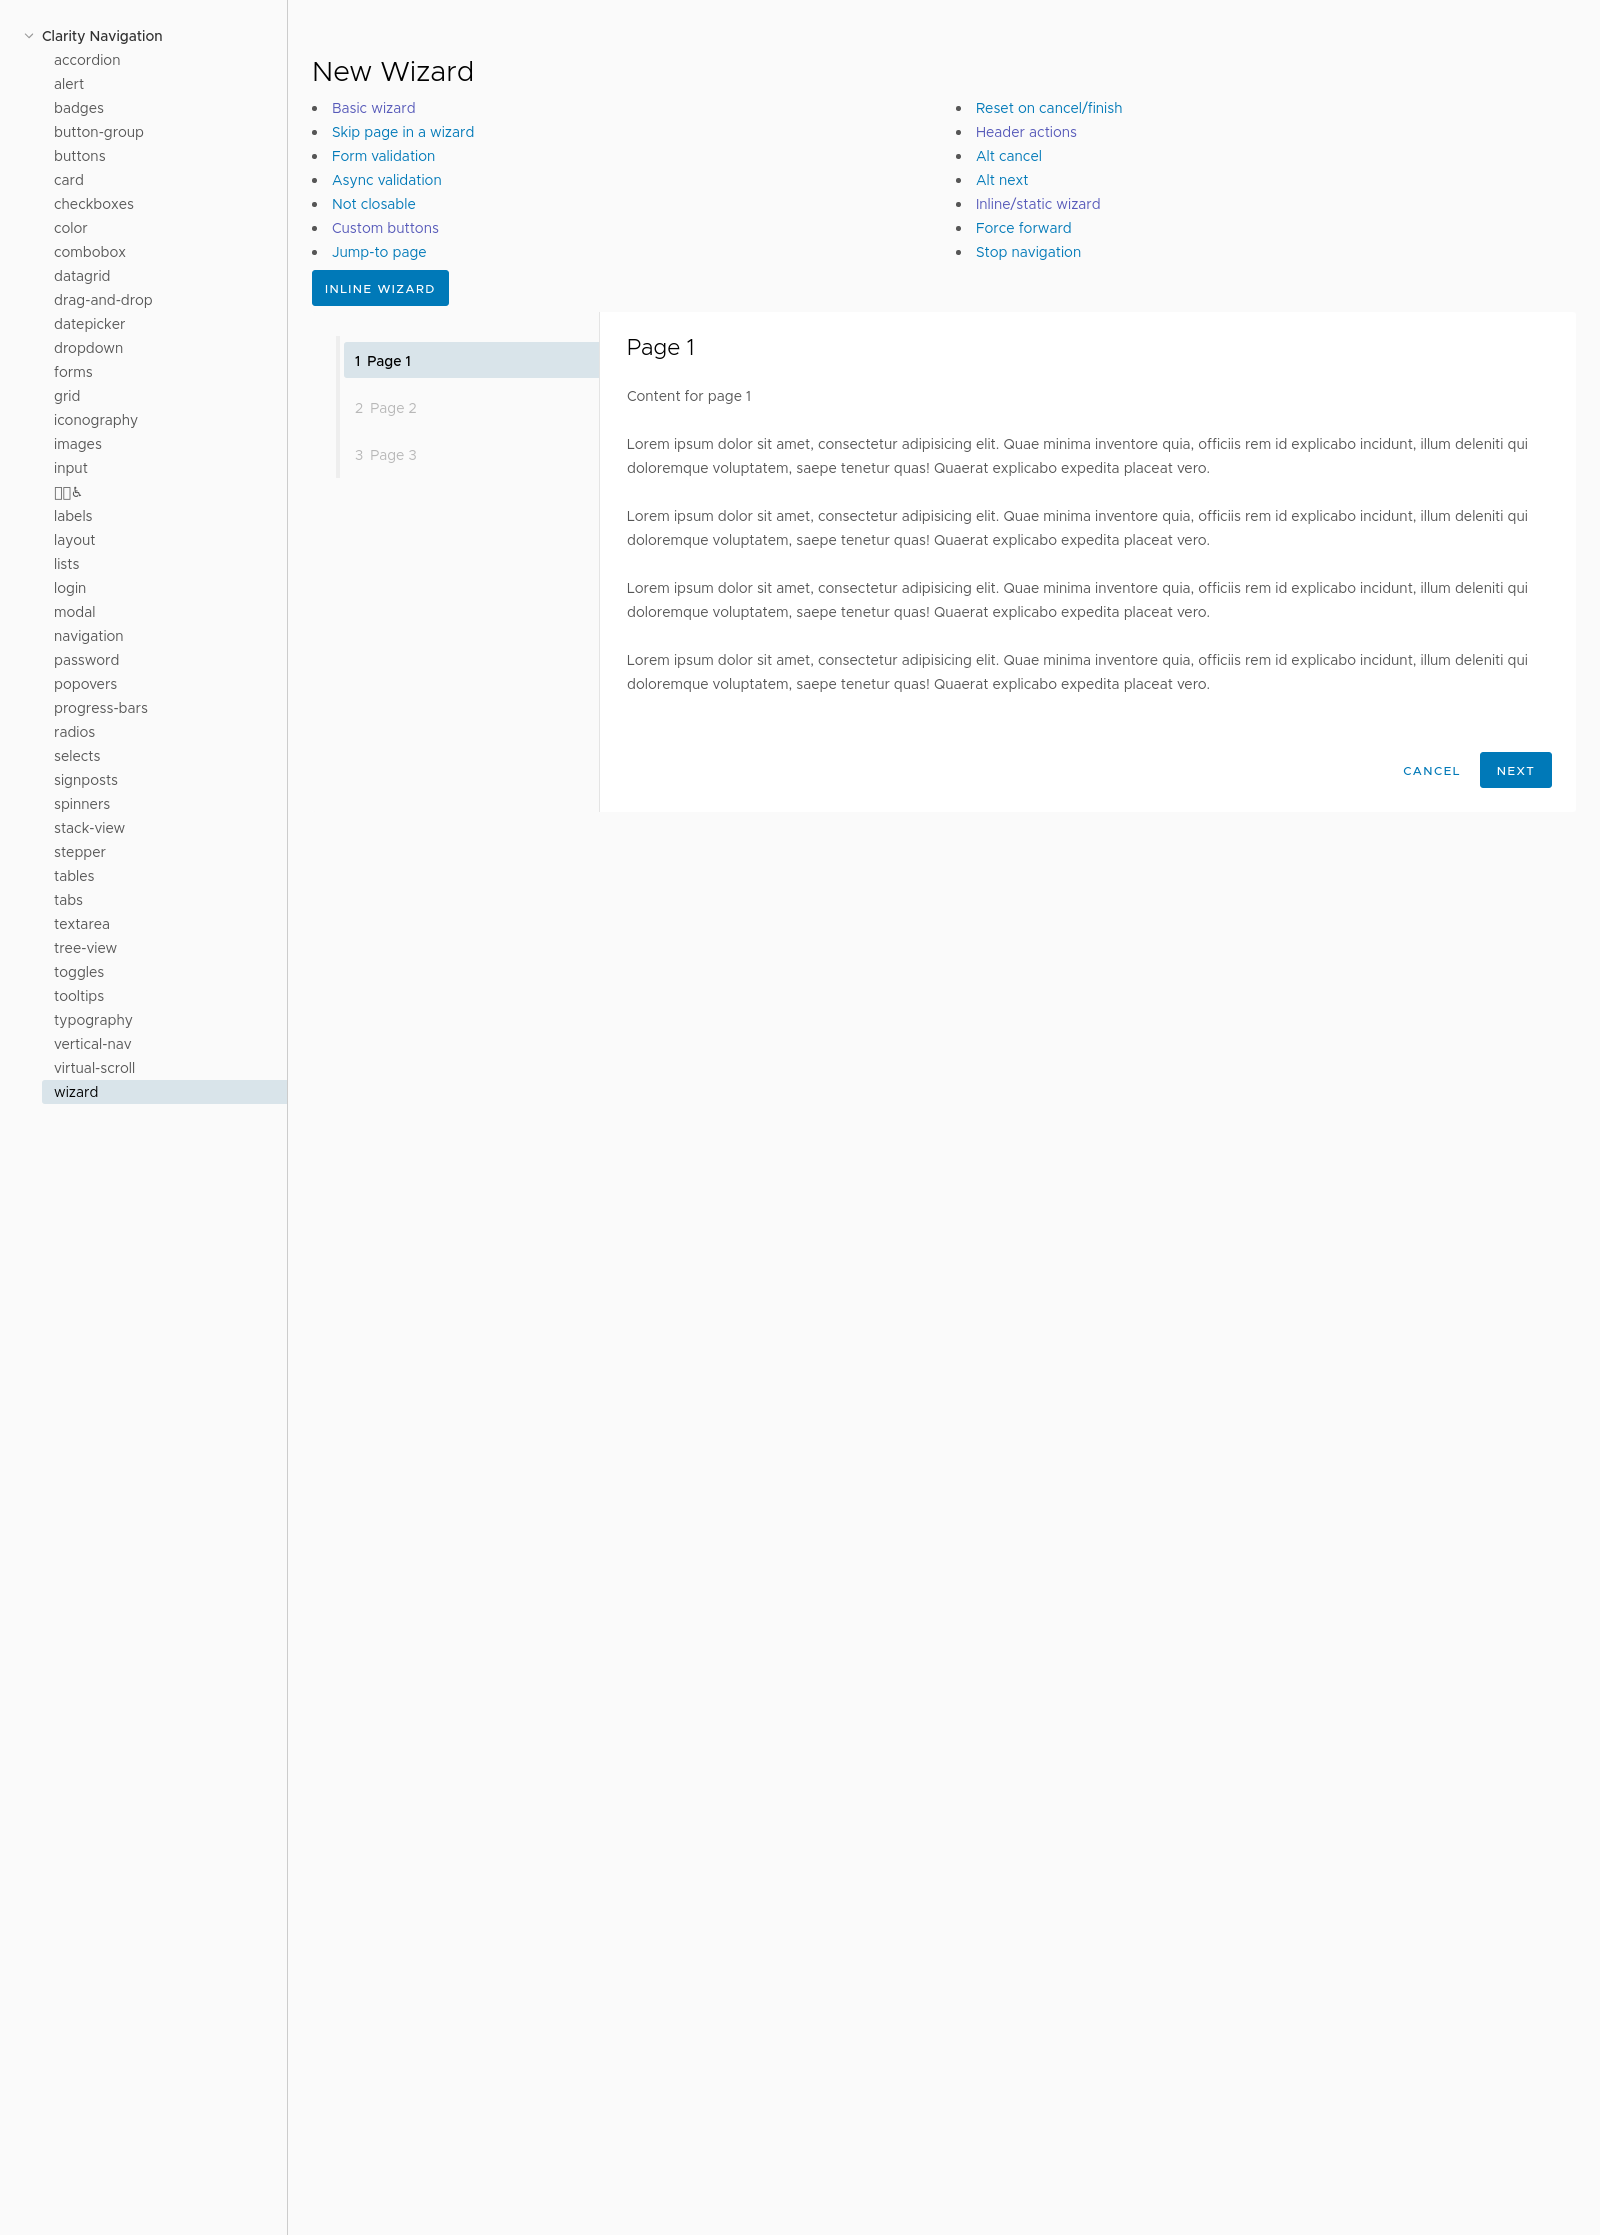 Clarity Navigation
accordion
alert
badges
button-group
buttons
card
checkboxes
color
combobox
datagrid
drag-and-drop
datepicker
dropdown
forms
grid
iconography
images
input
♿
labels
layout
lists
login
modal
navigation
password
popovers
progress-bars
radios
selects
signposts
spinners
stack-view
stepper
tables
tabs
textarea
tree-view
toggles
tooltips
typography
vertical-nav
virtual-scroll
wizard
New Wizard
Basic wizard
Skip page in a wizard
Form validation
Async validation
Not closable
Custom buttons
Jump-to page
Reset on cancel/finish
Header actions
Alt cancel
Alt next
Inline/static wizard
Force forward
Stop navigation
INLINE WIZARD
1 Page 1
2 Page 2
3 Page 3
Page 1
Content for page 1
Lorem ipsum dolor sit amet, consectetur adipisicing elit. Quae minima inventore quia, officiis rem id explicabo incidunt, illum deleniti qui
doloremque voluptatem, saepe tenetur quas! Quaerat explicabo expedita placeat vero.
Lorem ipsum dolor sit amet, consectetur adipisicing elit. Quae minima inventore quia, officiis rem id explicabo incidunt, illum deleniti qui
doloremque voluptatem, saepe tenetur quas! Quaerat explicabo expedita placeat vero.
Lorem ipsum dolor sit amet, consectetur adipisicing elit. Quae minima inventore quia, officiis rem id explicabo incidunt, illum deleniti qui
doloremque voluptatem, saepe tenetur quas! Quaerat explicabo expedita placeat vero.
Lorem ipsum dolor sit amet, consectetur adipisicing elit. Quae minima inventore quia, officiis rem id explicabo incidunt, illum deleniti qui
doloremque voluptatem, saepe tenetur quas! Quaerat explicabo expedita placeat vero.
CANCEL
NEXT